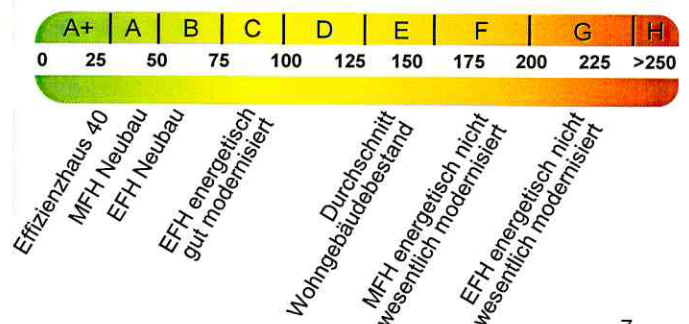 A+ A B C D E F G H
0 25 50 75 100 125 150 175 200 225 >250
Effizienzhaus 40
MFH Neubau
EFH Neubau
EFH energetisch
gut modernisiert
Durchschnitt
Wohngebäudebestand
MFH energetisch nicht
wesentlich modernisiert
EFH energetisch nicht
wesentlich modernisiert
7